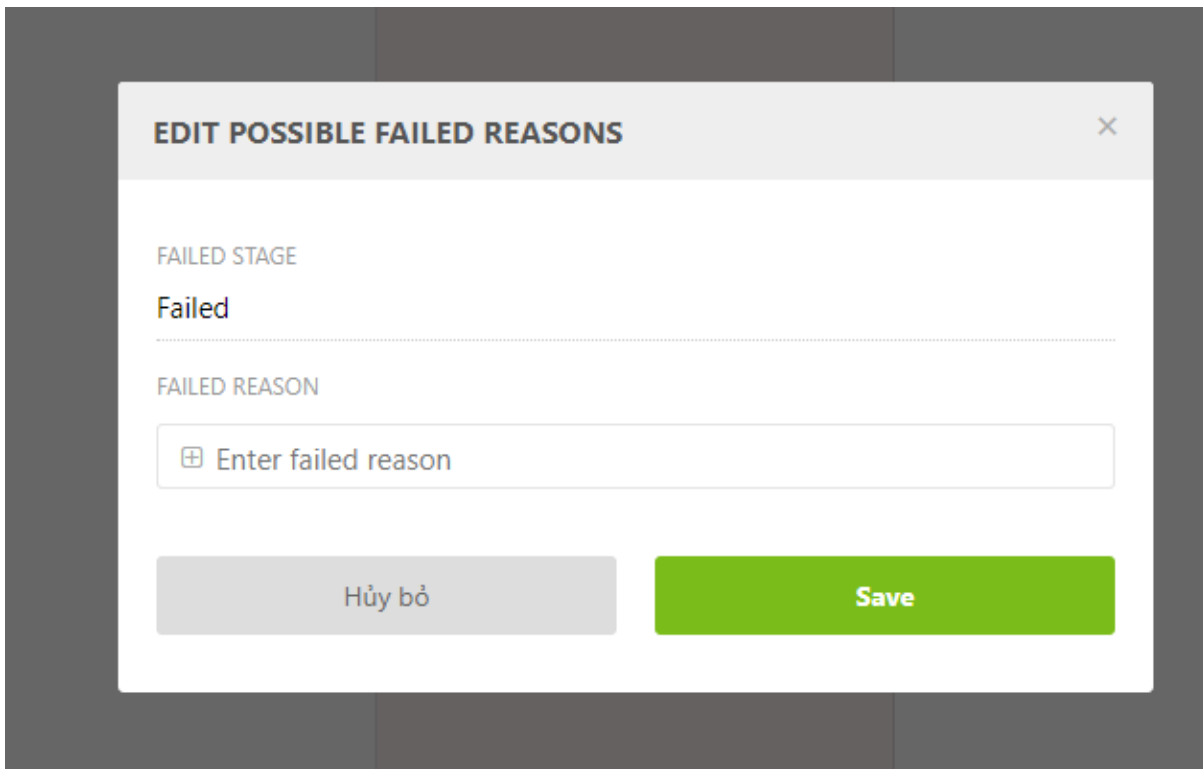 EDIT POSSIBLE FAILED REASONS
FAILED STAGE
Failed
FAILED REASON
Enter failed reason
Hủy bỏ
Save